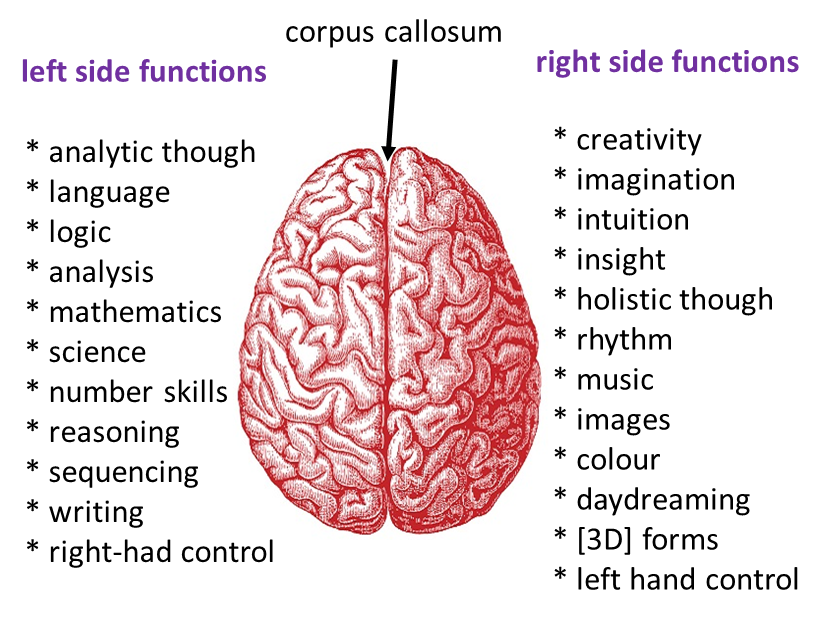 corpus callosum
left side functions
* analytic though
* language
* logic
* analysis
* mathematics
* science
* number skills
* reasoning
* sequencing
* writing
* right-had control
right side functions
* creativity
* imagination
* intuition
* insight
* holistic though
* rhythm
* music
* images
* colour
* daydreaming
* [3D] forms
* left hand control